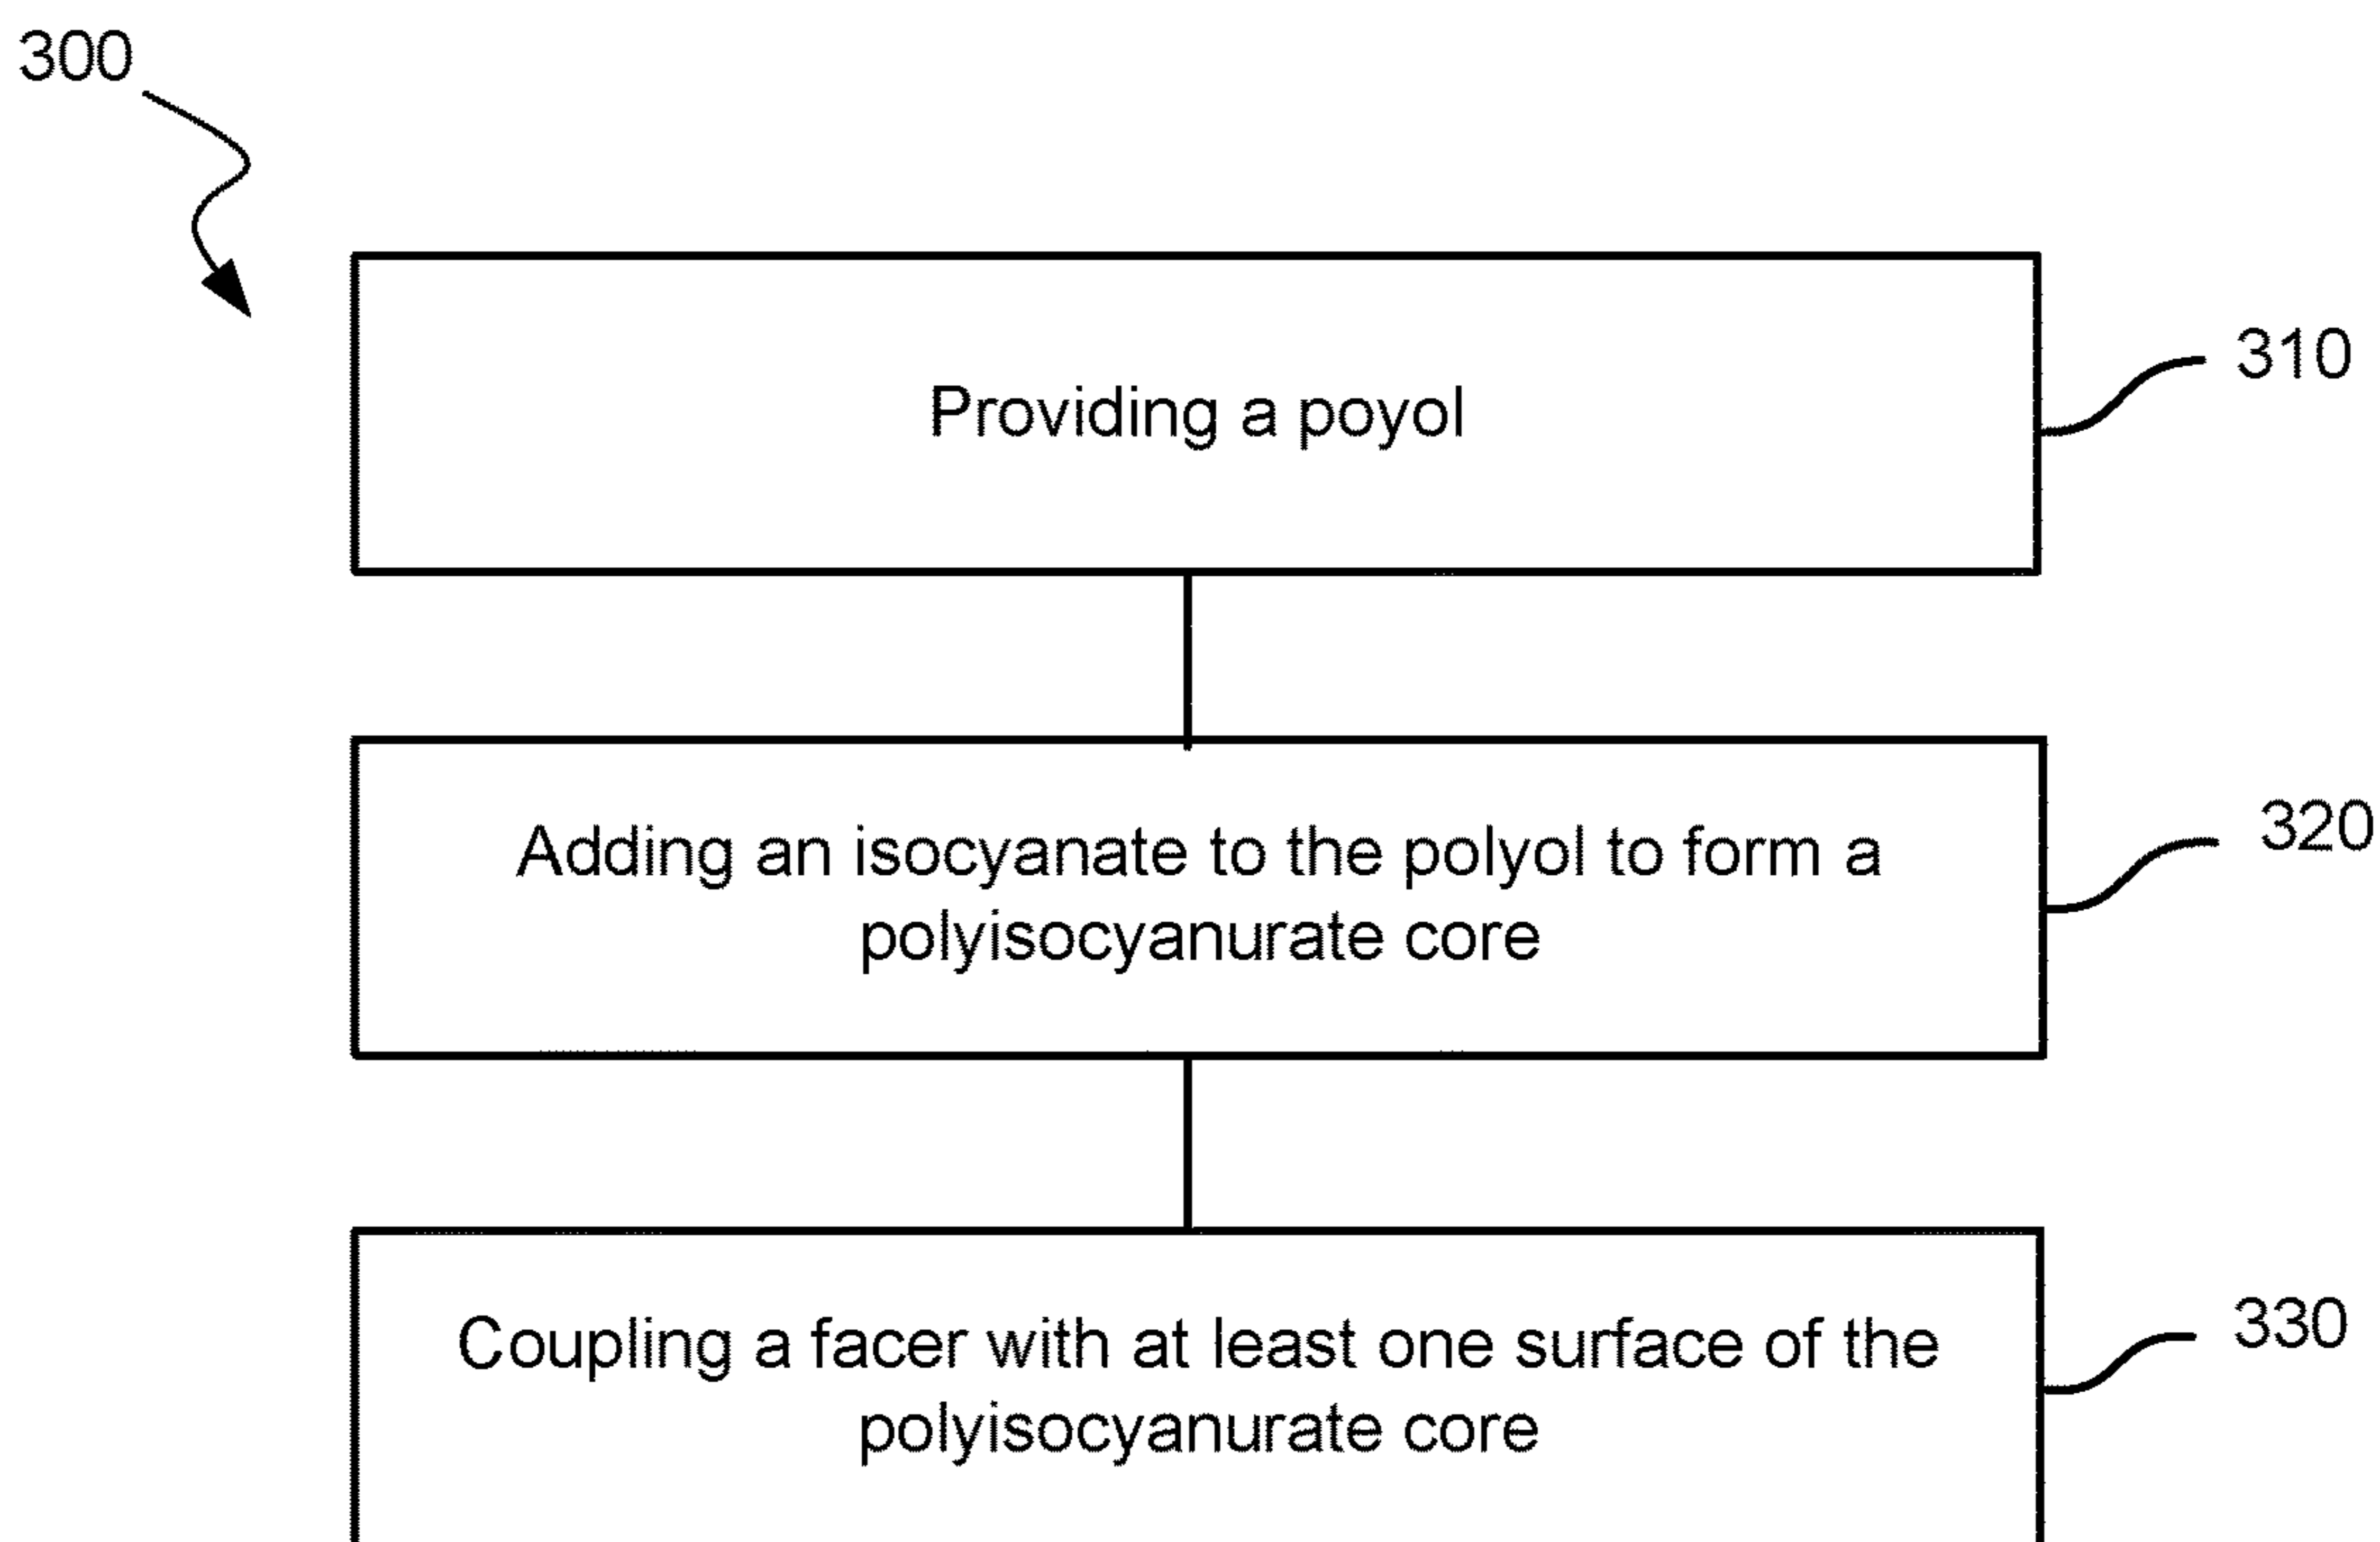 300
Providing a poyol
310
Adding an isocyanate to the polyol to form a
polyisocyanurate core
320
Coupling a facer with at least one surface of the
polyisocyanurate core
330